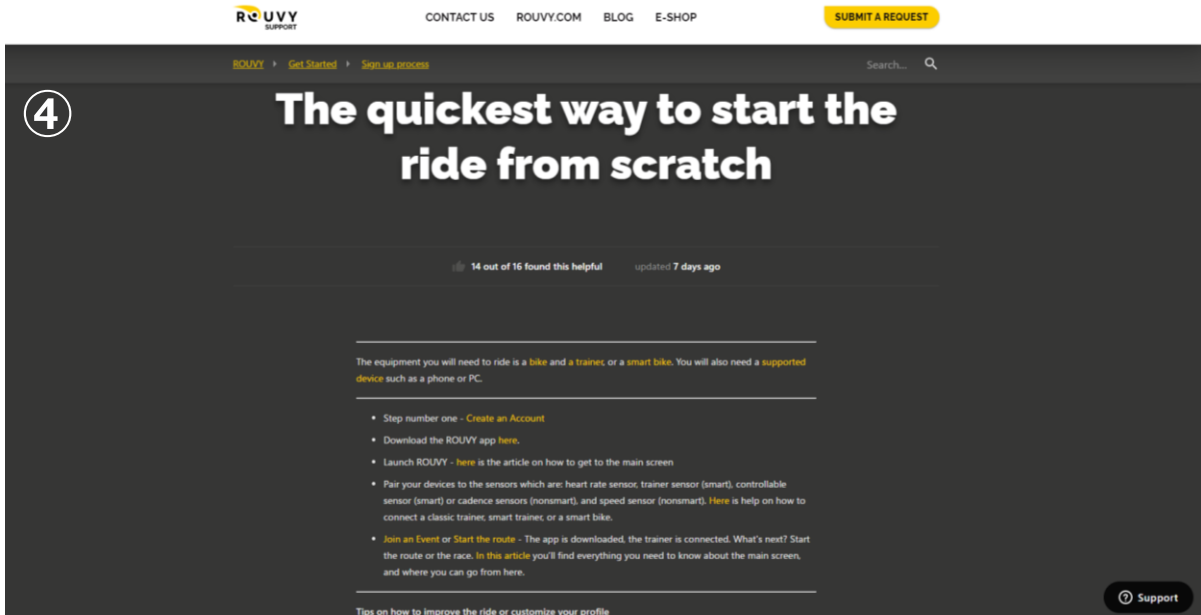 ROUVY
SUPPORT
CONTACT US ROUVY.COM BLOG E-SHOP
SUBMIT A REQUEST
ROUVY Get Started Sign up process
Search...
④
The quickest way to start the
ride from scratch
14 out of 16 found this helpful updated 7 days ago
The equipment you will need to ride is a bike and a trainer, or a smart bike. You will also need a supported
device such as a phone or PC.
• Step number one - Create an Account
• Download the ROUVY app here.
• Launch ROUVY - here is the article on how to get to the main screen
• Pair your devices to the sensors which are: heart rate sensor, trainer sensor (smart), controllable
sensor (smart) or cadence sensors (nonsmart), and speed sensor (nonsmart). Here is help on how to
connect a classic trainer, smart trainer, or a smart bike.
• Join an Event or Start the route - The app is downloaded, the trainer is connected. What's next? Start
the route or the race. In this article you'll find everything you need to know about the main screen,
and where you can go from here.
Tips on how to improve the ride or customize your profile
Support